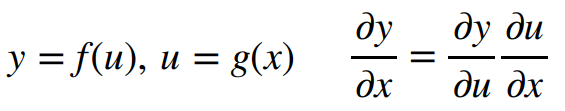 y = f(u), u = g(x) ∂y/∂x = ∂y/∂u ∂u/∂x